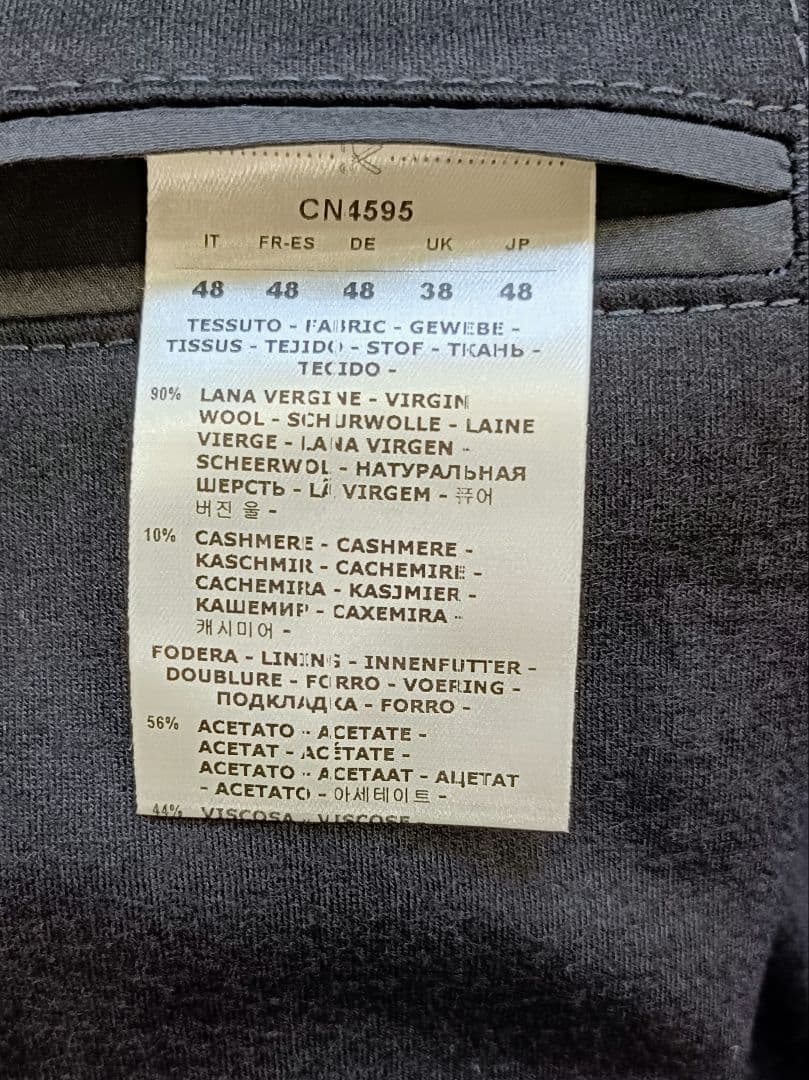 CN4595
IT FR-ES DE UK JP
48 48 48 38 48
TESSUTO - FABRIC - GEWEBE -
TISSUS - TEJIDO - STOF - ТКАНЬ -
TECIDO -
90% LANA VERGINE - VIRGIN
WOOL - SCHURWOLLE - LAINE
VIERGE - LANA VIRGEN -
SCHEERWOL - НАТУРАЛЬНАЯ
ШЕРСТЬ - LÃ VIRGEM - 퓨어
버진 울 -
10% CASHMERE - CASHMERE -
KASCHMIR - CACHEMIRE -
CACHEMIRA - KASJMIER -
КАШЕМИР - CAXEMIRA -
캐시미어 -
FODERA - LINING - INNENFUTTER -
DOUBLURE - FORRO - VOERING -
ПОДКЛАДКА - FORRO -
56% ACETATO - ACETATE -
ACETAT - ACÉTATE -
ACETATO - ACETAAT - АЦЕТАТ
- ACETATO - 아세테이트 -
44% VISCOSA - VISCOSE